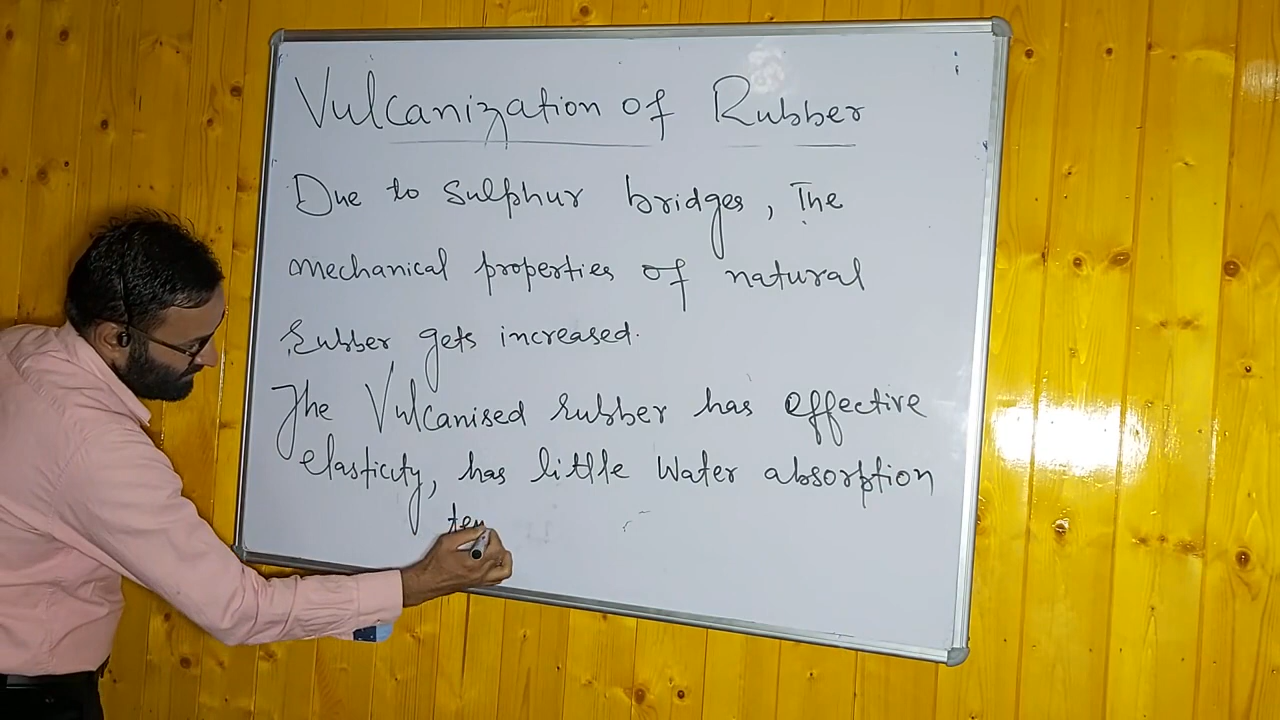 Vulcanization of Rubber
Due to Sulphur bridges, The
mechanical properties of natural
rubber gets increased.
The Vulcanised rubber has effective
elasticity, has little water absorption
ten